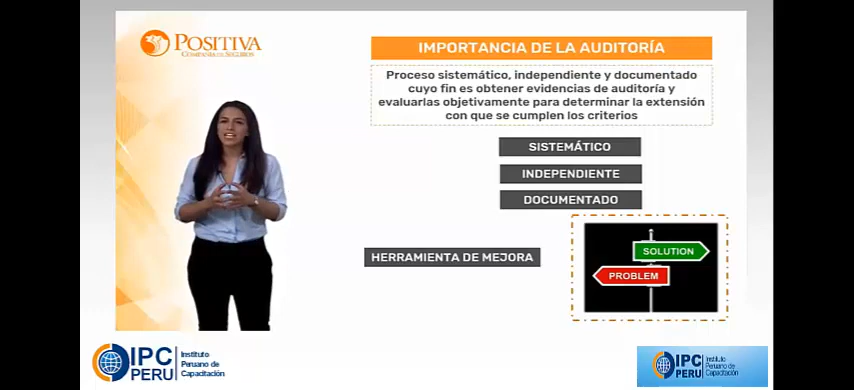 POSITIVA
COMPAÑIA DE SEGUROS
IMPORTANCIA DE LA AUDITORÍA
Proceso sistemático, independiente y documentado
cuyo fin es obtener evidencias de auditoría y
evaluarlas objetivamente para determinar la extensión
con que se cumplen los criterios
SISTEMÁTICO
INDEPENDIENTE
DOCUMENTADO
HERRAMIENTA DE MEJORA
SOLUTION
PROBLEM
IPC
PERU
Instituto
Peruano de
Capacitación
IPC
PERU
Instituto
Peruano de
Capacitación